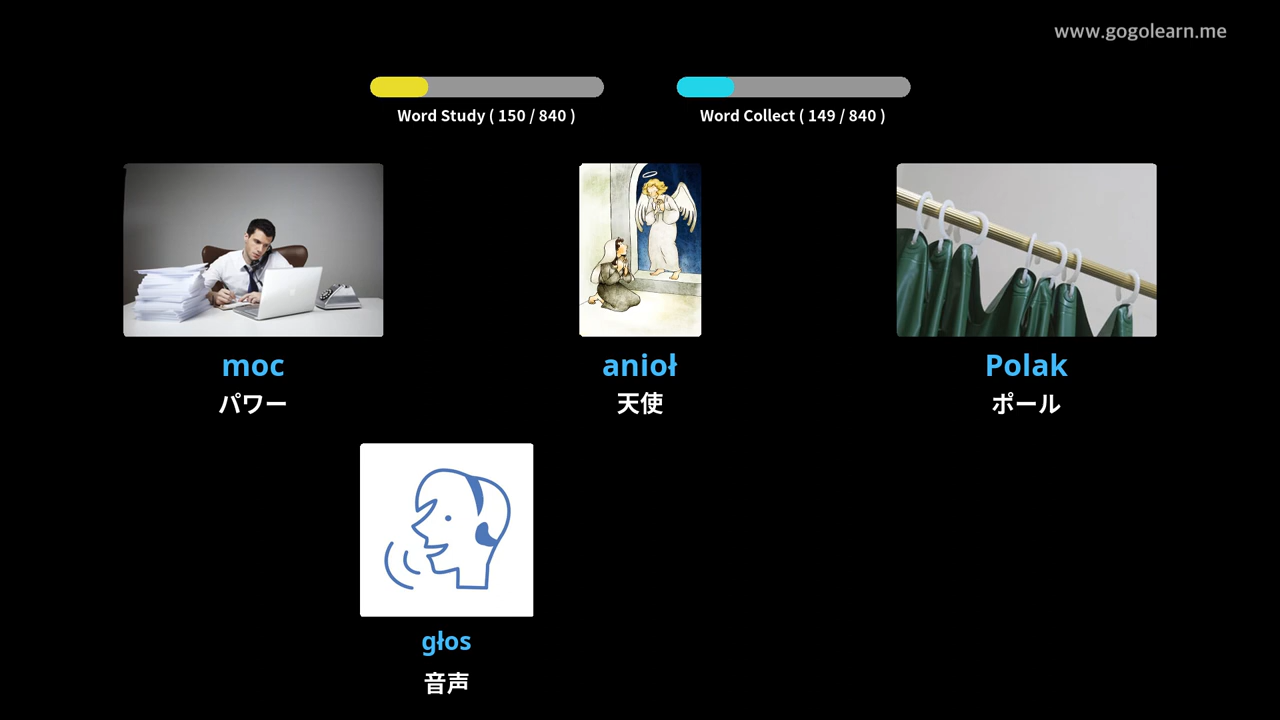 www.gogolearn.me
Word Study ( 150 / 840 )
Word Collect ( 149 / 840 )
moc
anioł
Polak
パワー
天使
ポール
głos
音声